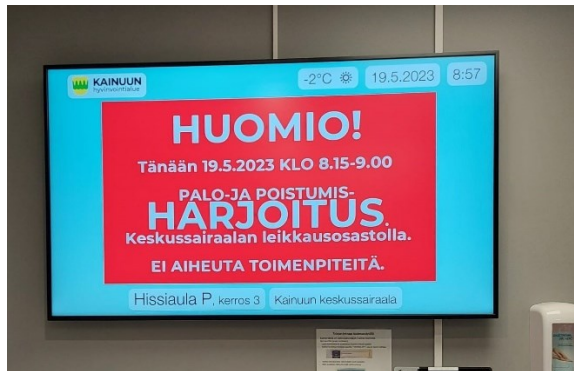 KAINUUN
hyvinvointialue
-2°C 19.5.2023 8:57
HUOMIO!
Tänään 19.5.2023 KLO 8.15-9.00
PALO-JA POISTUMIS-
HARJOITUS.
Keskussairaalan leikkausosastolla.
EI AIHEUTA TOIMENPITEITÄ.
Hissiaula P, kerros 3 Kainuun keskussairaala